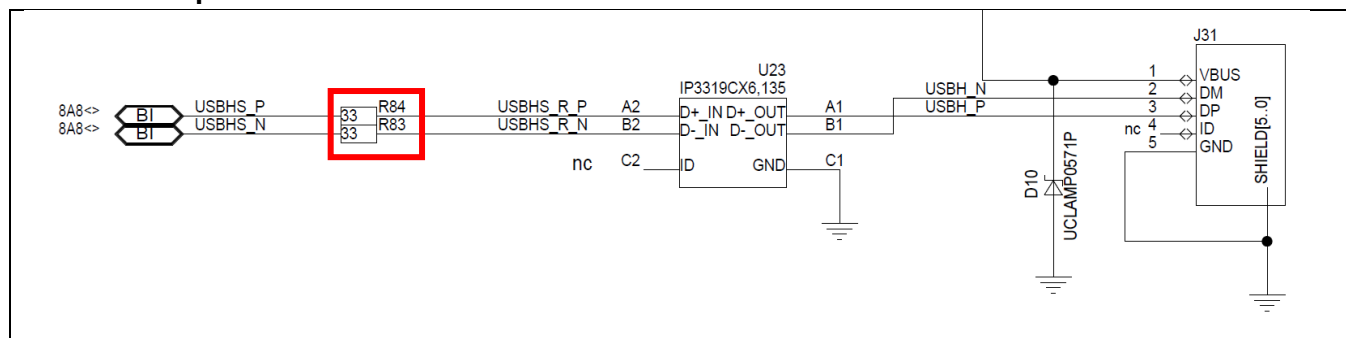 J31
U23
IP3319CX6,135
8A8<> BI USBHS_P 33 R84 USBHS_R_P A2 D+_IN D+_OUT A1 USBH_N 1 VBUS
8A8<> BI USBHS_N 33 R83 USBHS_R_N B2 D-_IN D-_OUT B1 USBH_P 2 DM
3 DP
nc 4 ID
5 GND
nc C2 ID GND C1
SHIELD[5..0]
D10
UCLAMP0571P